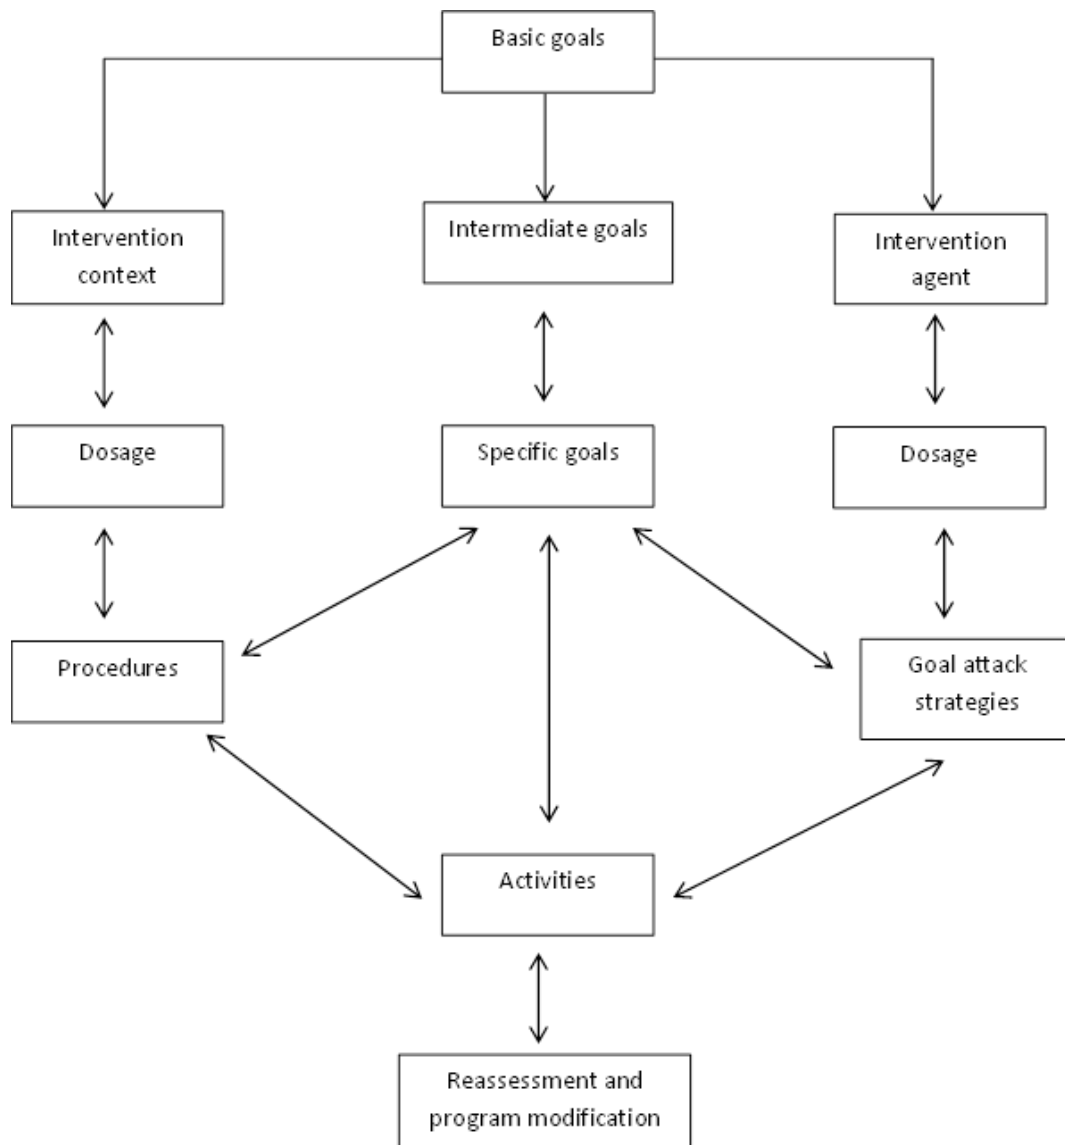 Basic goals
Intervention
context
Intermediate goals
Intervention
agent
Dosage
Specific goals
Dosage
Procedures
Goal attack
strategies
Activities
Reassessment and
program modification